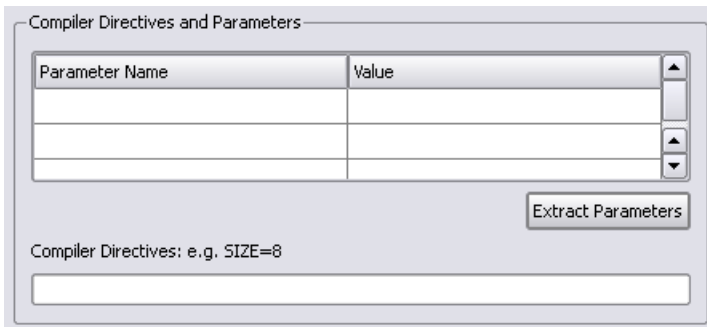 Compiler Directives and Parameters
Parameter Name Value
Extract Parameters
Compiler Directives: e.g. SIZE=8